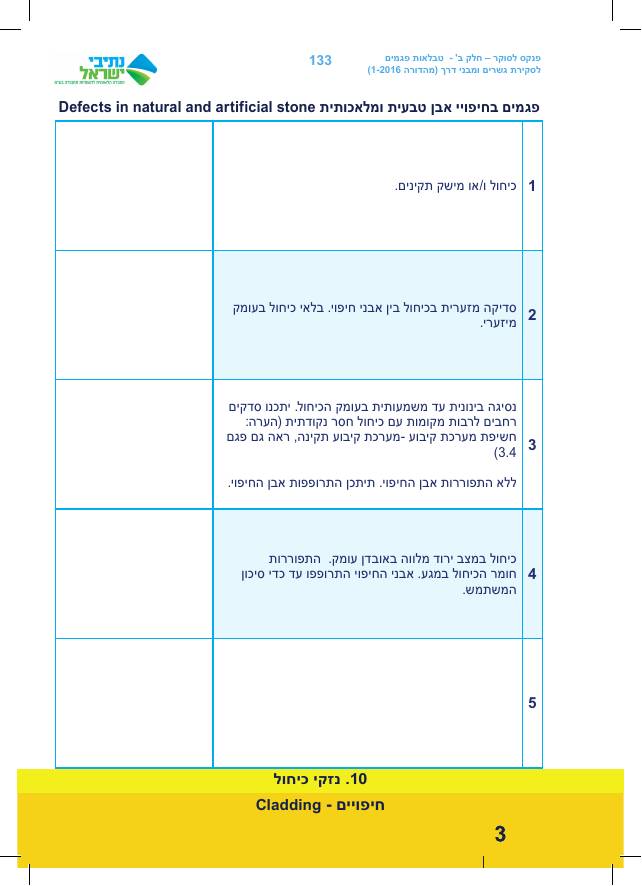 פנקס לסוקר – חלק ב' - טבלאות פגמים
לסקירת גשרים ומבני דרך (מהדורה 1-2016)
133
נתיבי
ישראל
פגמים בחיפויי אבן טבעית ומלאכותית Defects in natural and artificial stone
1
כיחול ו/או מישק תקינים.
2
סדיקה מזערית בכיחול בין אבני חיפוי. בלאי כיחול בעומק
מיזערי.
3
נסיגה בינונית עד משמעותית בעומק הכיחול. יתכנו סדקים
רחבים לרבות מקומות עם כיחול חסר נקודתית (הערה:
חשיפת מערכת קיבוע -מערכת קיבוע תקינה, ראה גם פגם
3.4)
ללא התפוררות אבן החיפוי. תיתכן התרופפות אבן החיפוי.
4
כיחול במצב ירוד מלווה באובדן עומק. התפוררות
חומר הכיחול במגע. אבני החיפוי התרופפו עד כדי סיכון
המשתמש.
5
10. נזקי כיחול
חיפויים - Cladding
3